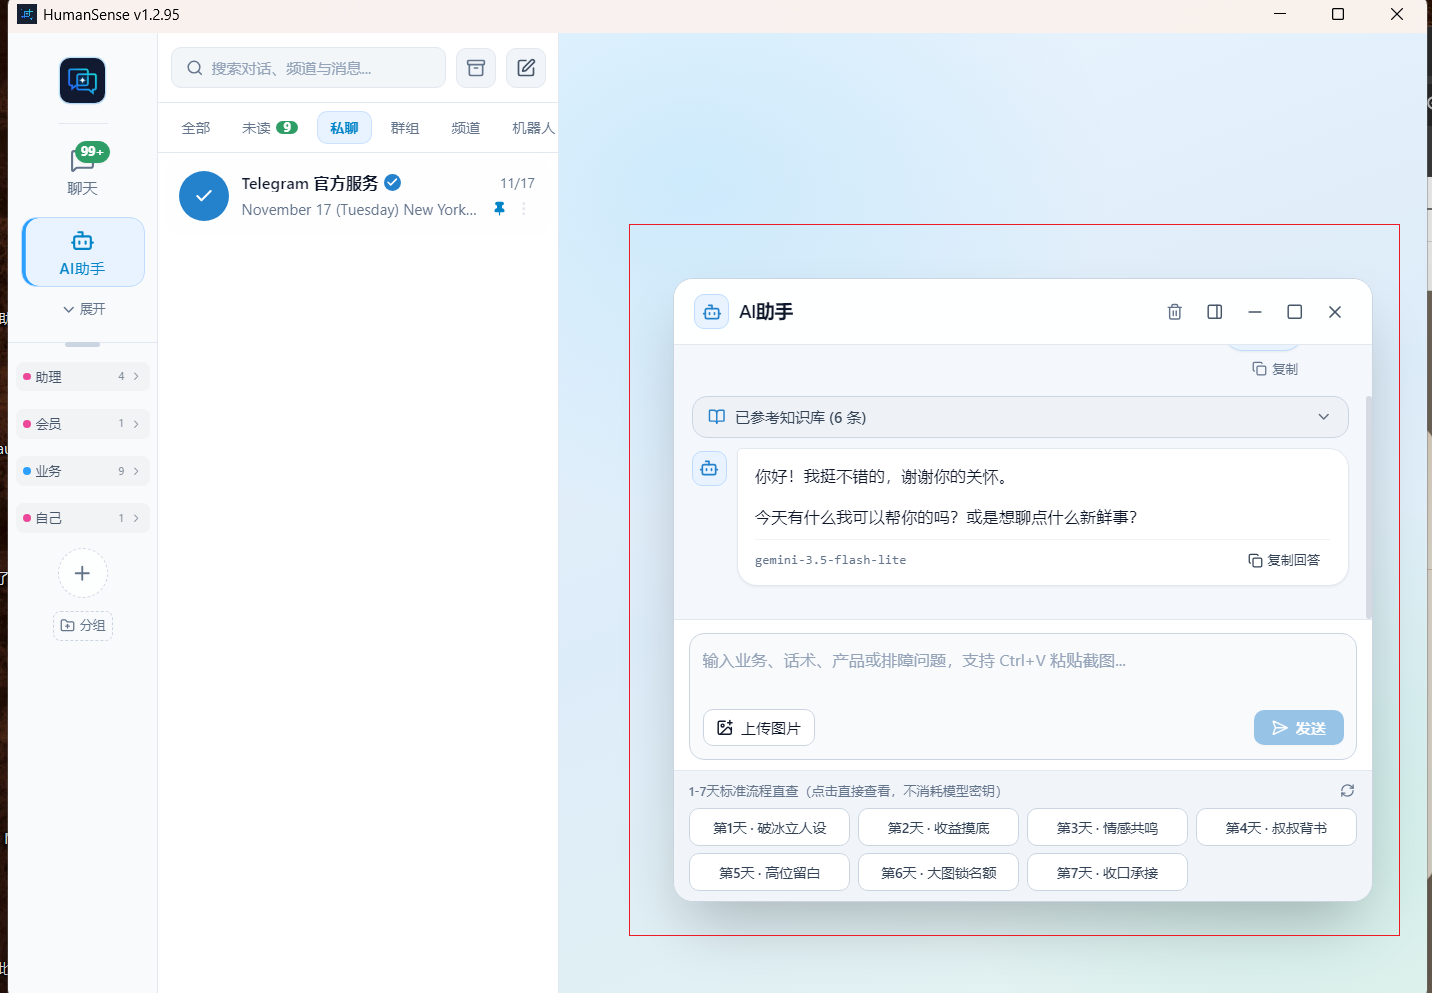 HumanSense v1.2.95
搜索对话、频道与消息...
全部
未读 9
私聊
群组
频道
机器人
99+
聊天
AI助手
展开
助理 4
会员 1
业务 9
自己 1
分组
Telegram 官方服务 11/17
November 17 (Tuesday) New York...
AI助手
复制
已参考知识库 (6 条)
你好！我挺不错的，谢谢你的关怀。
今天有什么我可以帮你的吗？或是想聊点什么新鲜事？
gemini-3.5-flash-lite
复制回答
输入业务、话术、产品或排障问题，支持 Ctrl+V 粘贴截图...
上传图片
发送
1-7天标准流程直查（点击直接查看，不消耗模型密钥）
第1天 · 破冰立人设
第2天 · 收益摸底
第3天 · 情感共鸣
第4天 · 叔叔背书
第5天 · 高位留白
第6天 · 大图锁名额
第7天 · 收口承接